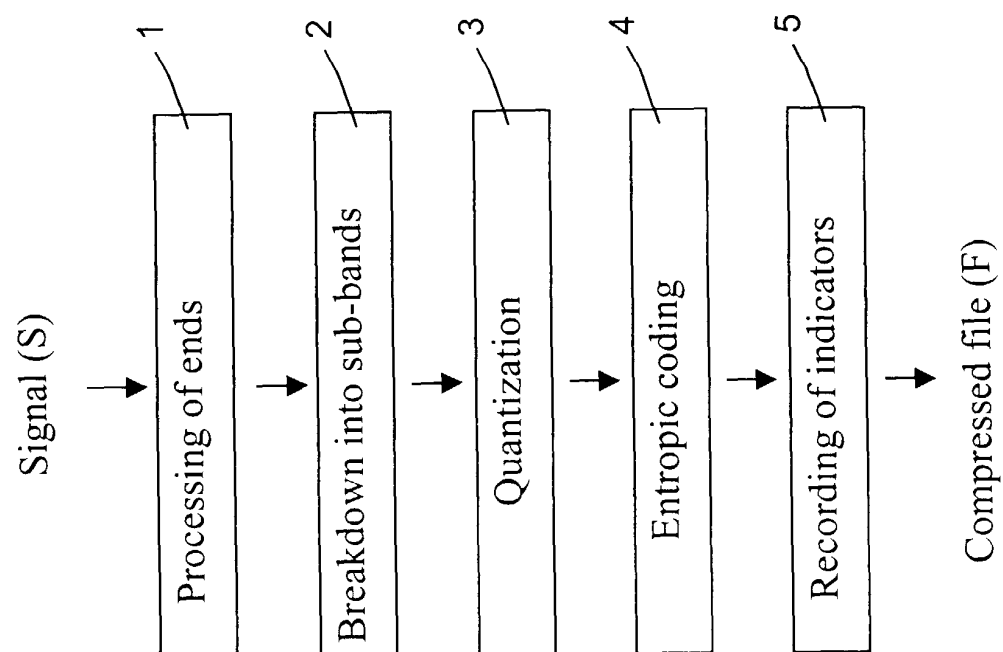 Signal (S)
1
Processing of ends
2
Breakdown into sub-bands
3
Quantization
4
Entropic coding
5
Recording of indicators
Compressed file (F)